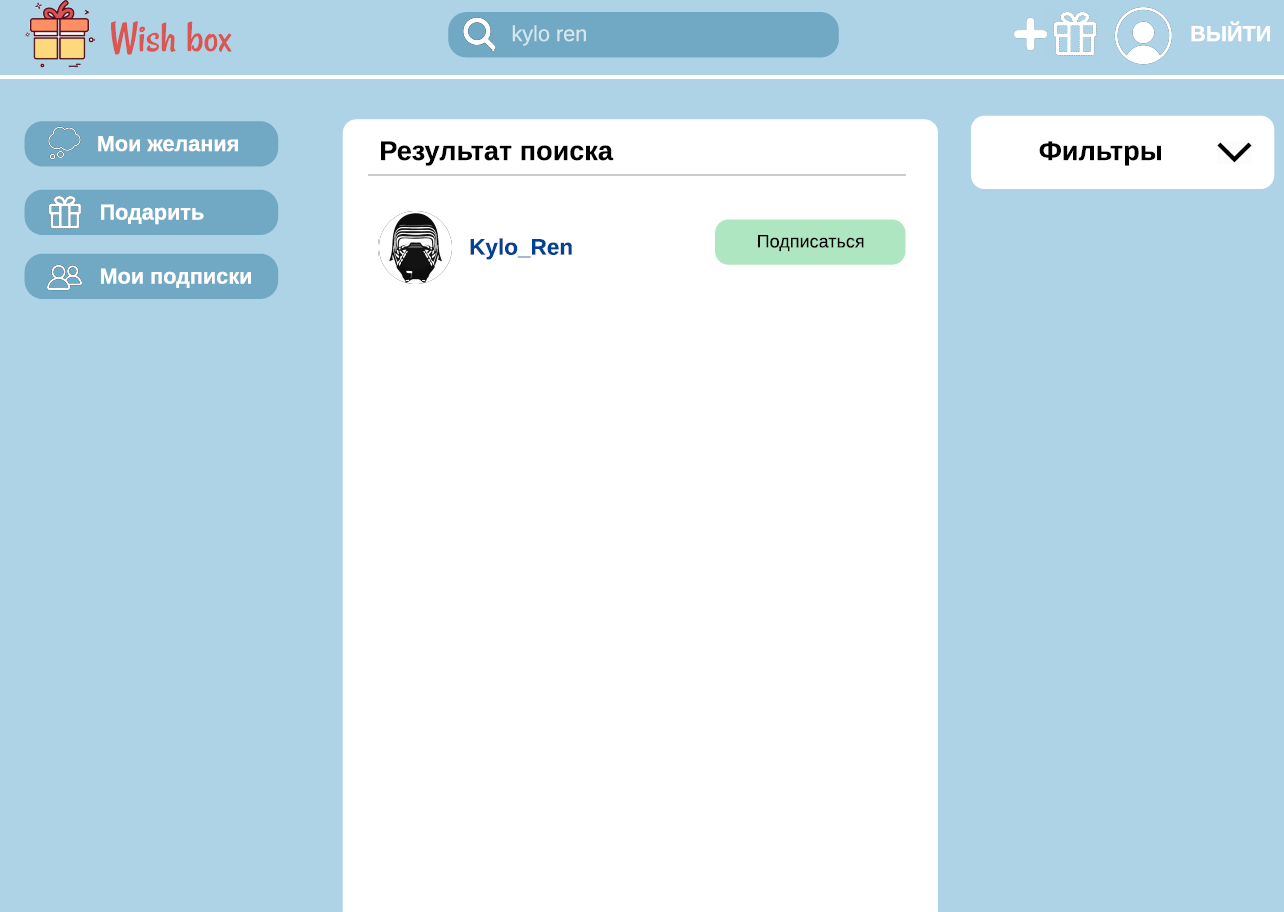 Wish box
kylo ren
ВЫЙТИ
Мои желания
Подарить
Мои подписки
Результат поиска
Kylo_Ren
Подписаться
Фильтры